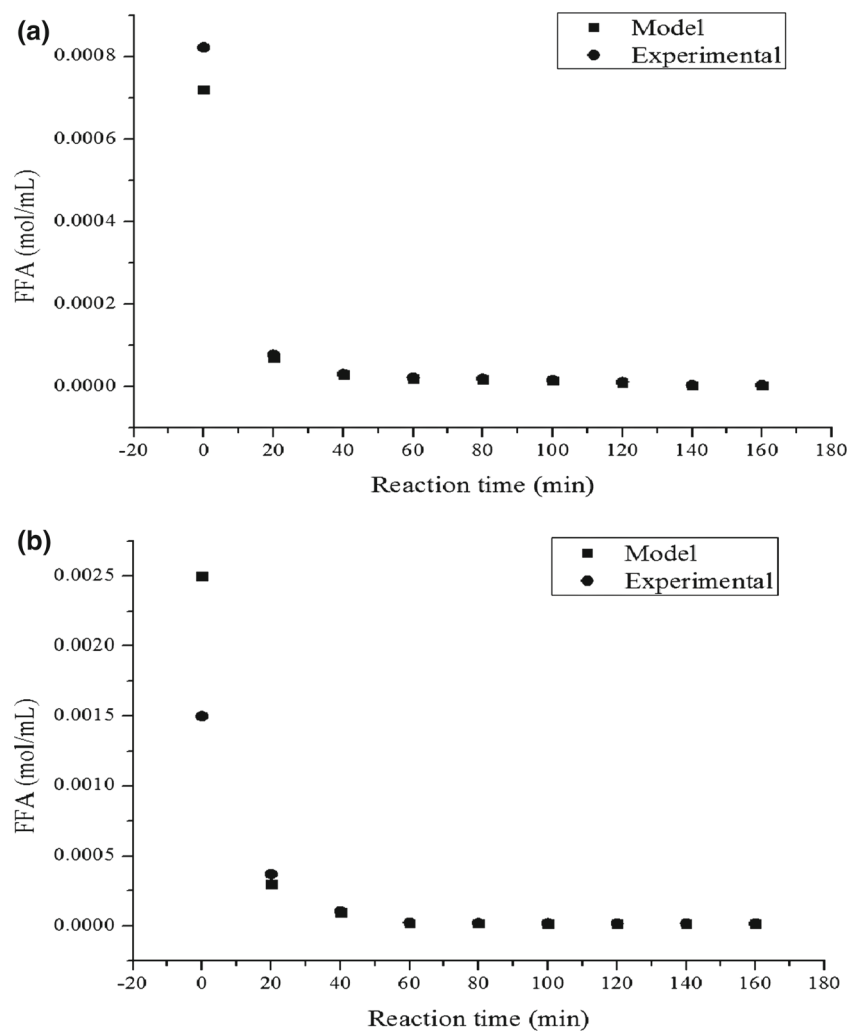 (a)
Model
Experimental
0.0008
0.0006
0.0004
0.0002
0.0000
FFA (mol/mL)
-20 0 20 40 60 80 100 120 140 160 180
Reaction time (min)
(b)
Model
Experimental
0.0025
0.0020
0.0015
0.0010
0.0005
0.0000
FFA (mol/mL)
-20 0 20 40 60 80 100 120 140 160 180
Reaction time (min)